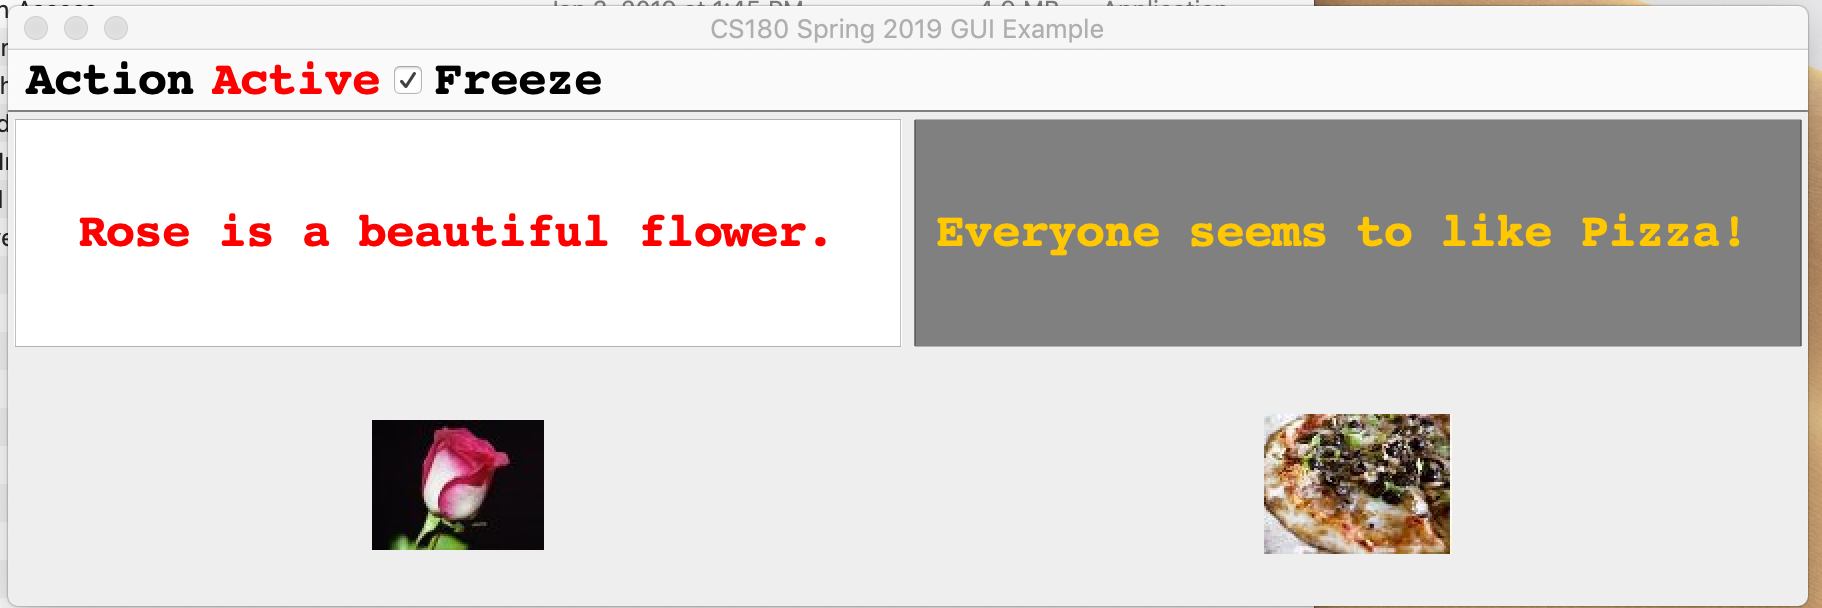 CS180 Spring 2019 GUI Example
Action Active Freeze
Rose is a beautiful flower.
Everyone seems to like Pizza!